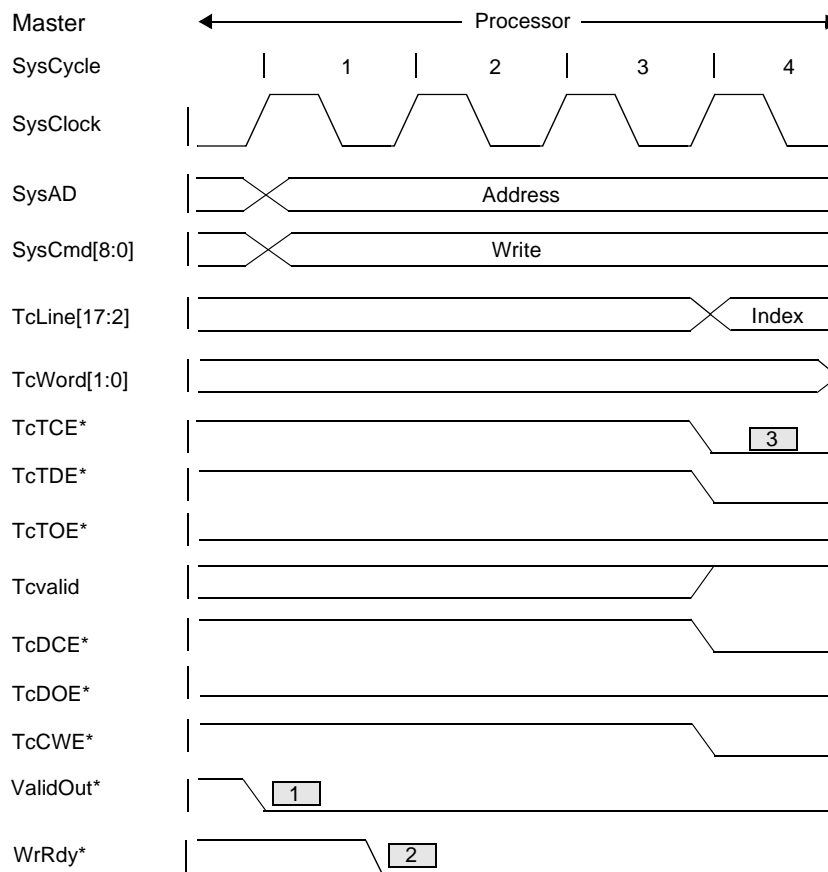 Master Processor
SysCycle 1 2 3 4
SysClock
SysAD Address
SysCmd[8:0] Write
TcLine[17:2] Index
TcWord[1:0]
TcTCE* 3
TcTDE*
TcTOE*
Tcvalid
TcDCE*
TcDOE*
TcCWE*
ValidOut* 1
WrRdy* 2